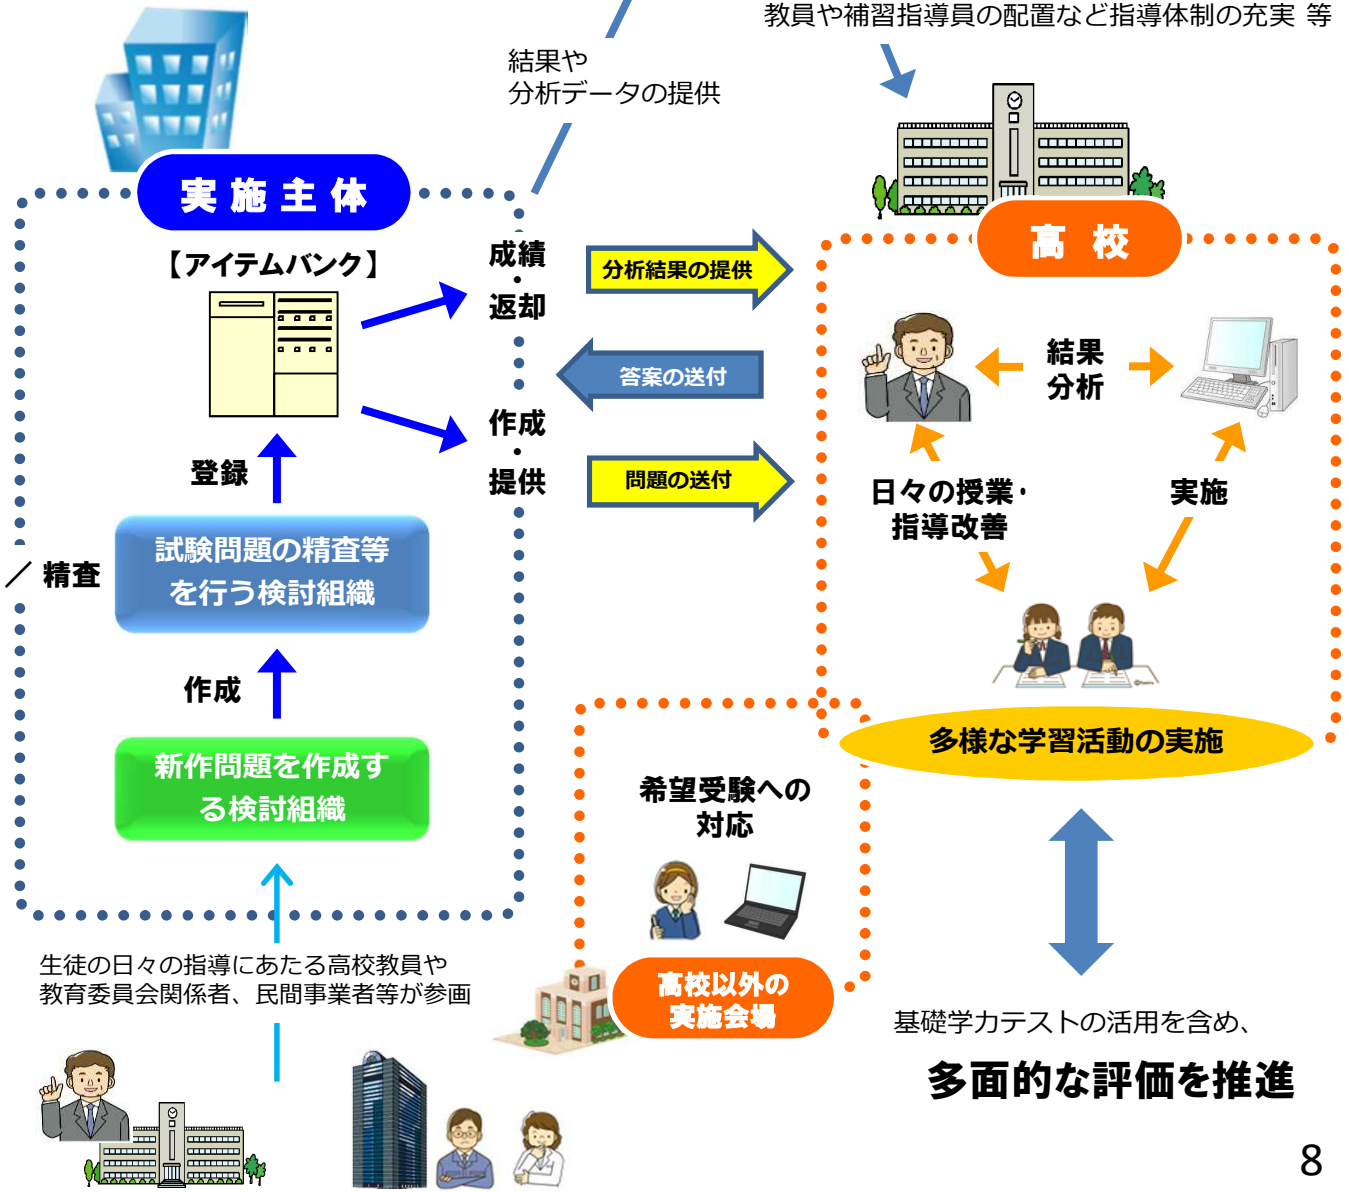 教員や補習指導員の配置など指導体制の充実 等
結果や
分析データの提供
実施主体
【アイテムバンク】
成績
・
返却
分析結果の提供
高校
答案の送付
結果
分析
作成
・
提供
登録
問題の送付
日々の授業・
指導改善
実施
試験問題の精査等
を行う検討組織
／精査
作成
新作問題を作成す
る検討組織
多様な学習活動の実施
希望受験への
対応
高校以外の
実施会場
生徒の日々の指導にあたる高校教員や
教育委員会関係者、民間事業者等が参画
基礎学力テストの活用を含め、
多面的な評価を推進
8